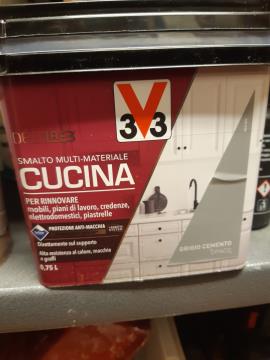 3V3
SMALTO MULTI-MATERIALE
CUCINA
PER RINNOVARE
mobili, piani di lavoro, credenze,
elettrodomestici, piastrelle
PROTEZIONE ANTI-MACCHIA
Direttamente sul supporto
Alta resistenza al calore, macchie
e graffi
0,75 L
GRIGIO CEMENTO